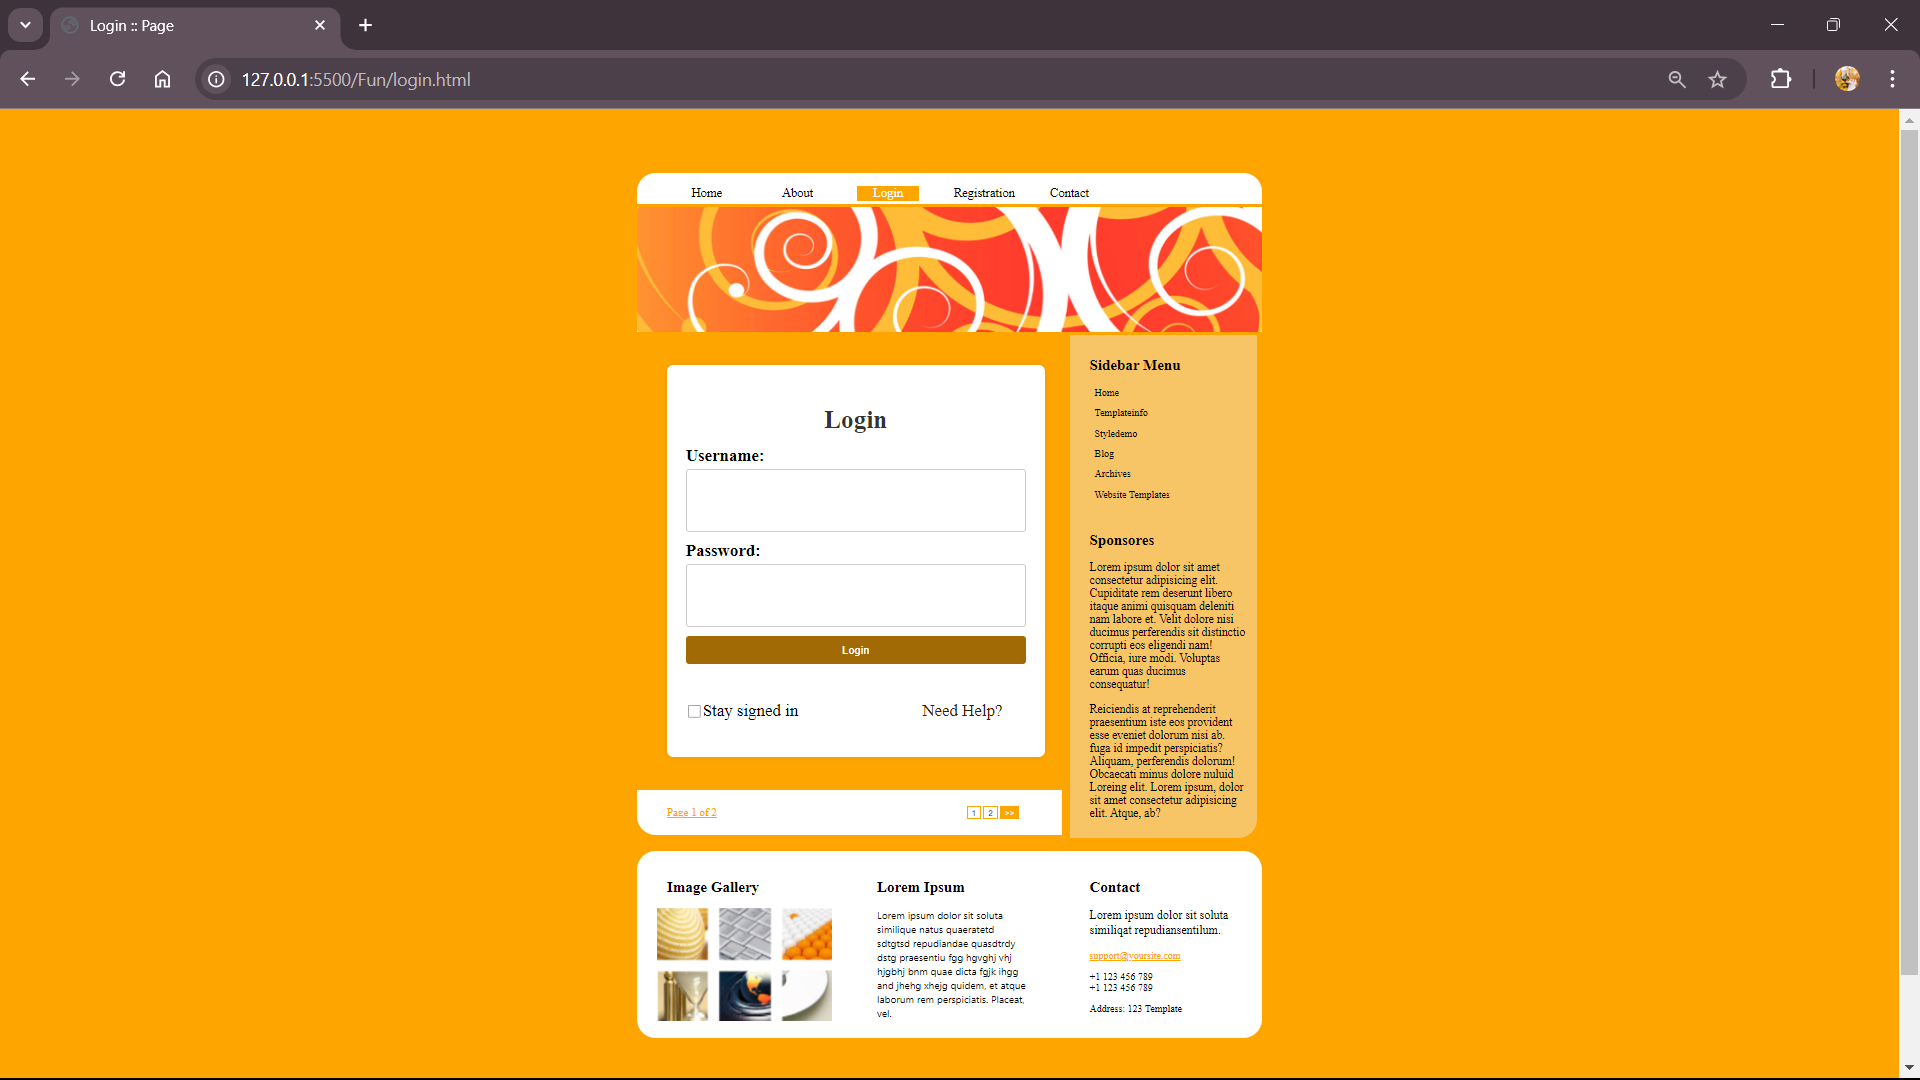 Login :: Page
127.0.0.1:5500/Fun/login.html
Home About Login Registration Contact
Login
Username:
Password:
Login
Stay signed in Need Help?
Page 1 of 2 1 2 >>
Sidebar Menu
Home
Templateinfo
Styledemo
Blog
Archives
Website Templates
Sponsores
Lorem ipsum dolor sit amet
consectetur adipisicing elit.
Cupiditate rem deserunt libero
itaque animi quisquam deleniti
nam labore et. Velit dolore nisi
ducimus perferendis sit distinctio
corrupti eos eligendi nam!
Officia, iure modi. Voluptas
earum quas ducimus
consequatur!
Reiciendis at reprehenderit
praesentium iste eos provident
esse eveniet dolorum nisi ab.
fuga id impedit perspiciatis?
Aliquam, perferendis dolorum!
Obcaecati minus dolore nuluid
Loreing elit. Lorem ipsum, dolor
sit amet consectetur adipisicing
elit. Atque, ab?
Image Gallery
Lorem Ipsum
Lorem ipsum dolor sit soluta
similique natus quaeratetd
sdtgtsd repudiandae quasdtrdy
dstg praesentiu fgg hgvghj vhj
hjgbhj bnm quae dicta fgjk ihgg
and jhehg xhejg quidem, et atque
laborum rem perspiciatis. Placeat,
vel.
Contact
Lorem ipsum dolor sit soluta
similiqat repudiansentilum.
support@yoursite.com
+1 123 456 789
+1 123 456 789
Address: 123 Template